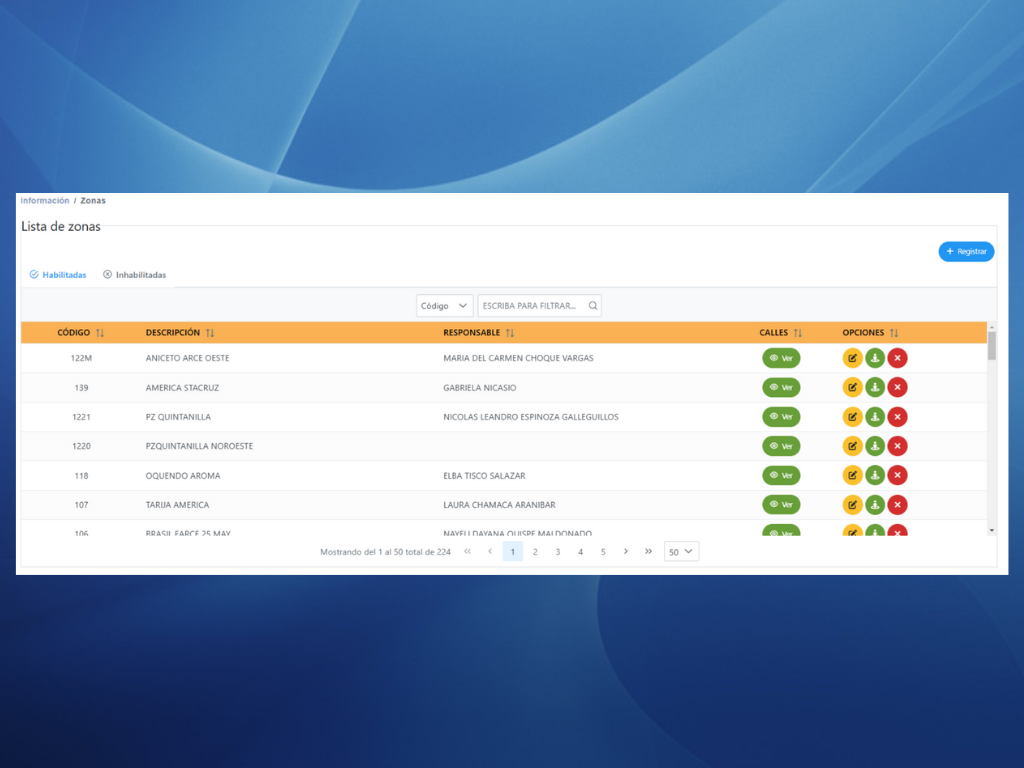 Información / Zonas
Lista de zonas
+ Registrar
Habilitadas Inhabilitadas
Código ESCRIBA PARA FILTRAR...
CÓDIGO DESCRIPCIÓN RESPONSABLE CALLES OPCIONES
122M ANICETO ARCE OESTE MARIA DEL CARMEN CHOQUE VARGAS Ver
139 AMERICA STACRUZ GABRIELA NICASIO Ver
1221 PZ QUINTANILLA NICOLAS LEANDRO ESPINOZA GALLEGUILLOS Ver
1220 PZQUINTANILLA NOROESTE Ver
118 OQUENDO AROMA ELBA TISCO SALAZAR Ver
107 TARIJA AMERICA LAURA CHAMACA ARANIBAR Ver
106 BRASIL FARCE 25 MAY NAYELI DAYANA QUISPE MALDONADO Ver
Mostrando del 1 al 50 total de 224 « ‹ 1 2 3 4 5 › » 50